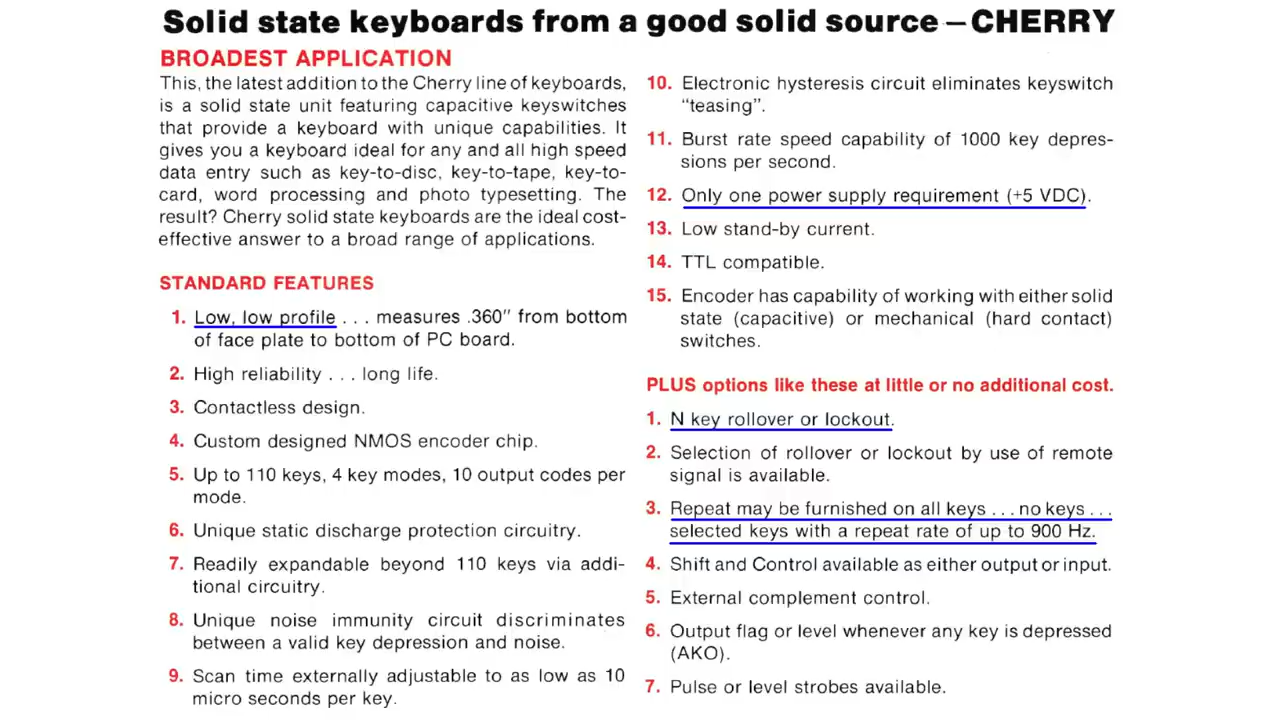 Solid state keyboards from a good solid source – CHERRY
BROADEST APPLICATION
This, the latest addition to the Cherry line of keyboards,
is a solid state unit featuring capacitive keyswitches
that provide a keyboard with unique capabilities. It
gives you a keyboard ideal for any and all high speed
data entry such as key-to-disc, key-to-tape, key-to-
card, word processing and photo typesetting. The
result? Cherry solid state keyboards are the ideal cost-
effective answer to a broad range of applications.
STANDARD FEATURES
1. Low, low profile . . . measures .360″ from bottom
of face plate to bottom of PC board.
2. High reliability . . . long life.
3. Contactless design.
4. Custom designed NMOS encoder chip.
5. Up to 110 keys, 4 key modes, 10 output codes per
mode.
6. Unique static discharge protection circuitry.
7. Readily expandable beyond 110 keys via addi-
tional circuitry.
8. Unique noise immunity circuit discriminates
between a valid key depression and noise.
9. Scan time externally adjustable to as low as 10
micro seconds per key.
10. Electronic hysteresis circuit eliminates keyswitch
“teasing”.
11. Burst rate speed capability of 1000 key depres-
sions per second.
12. Only one power supply requirement (+5 VDC).
13. Low stand-by current.
14. TTL compatible.
15. Encoder has capability of working with either solid
state (capacitive) or mechanical (hard contact)
switches.
PLUS options like these at little or no additional cost.
1. N key rollover or lockout.
2. Selection of rollover or lockout by use of remote
signal is available.
3. Repeat may be furnished on all keys . . . no keys . . .
selected keys with a repeat rate of up to 900 Hz.
4. Shift and Control available as either output or input.
5. External complement control.
6. Output flag or level whenever any key is depressed
(AKO).
7. Pulse or level strobes available.